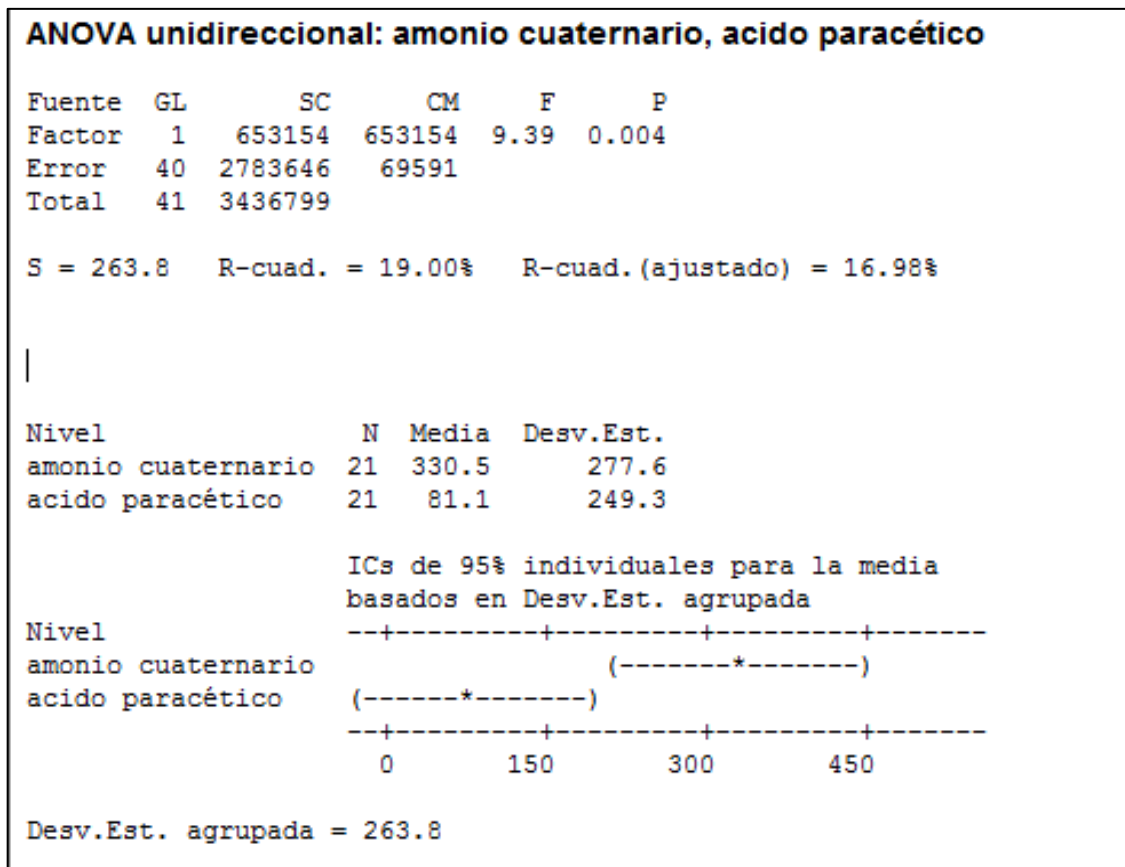 ANOVA unidireccional: amonio cuaternario, acido paracético
Fuente GL SC CM F P
Factor 1 653154 653154 9.39 0.004
Error 40 2783646 69591
Total 41 3436799
S = 263.8 R-cuad. = 19.00% R-cuad.(ajustado) = 16.98%
Nivel N Media Desv.Est.
amonio cuaternario 21 330.5 277.6
acido paracético 21 81.1 249.3
ICs de 95% individuales para la media
basados en Desv.Est. agrupada
Nivel --+---------+---------+---------+-------
amonio cuaternario (-------*-------)
acido paracético (------*-------)
--+---------+---------+---------+-------
0 150 300 450
Desv.Est. agrupada = 263.8